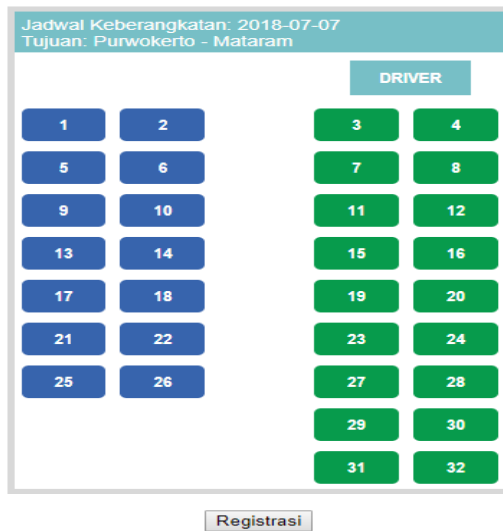 Jadwal Keberangkatan: 2018-07-07
Tujuan: Purwokerto - Mataram
DRIVER
1 2 3 4
5 6 7 8
9 10 11 12
13 14 15 16
17 18 19 20
21 22 23 24
25 26 27 28
29 30
31 32
Registrasi